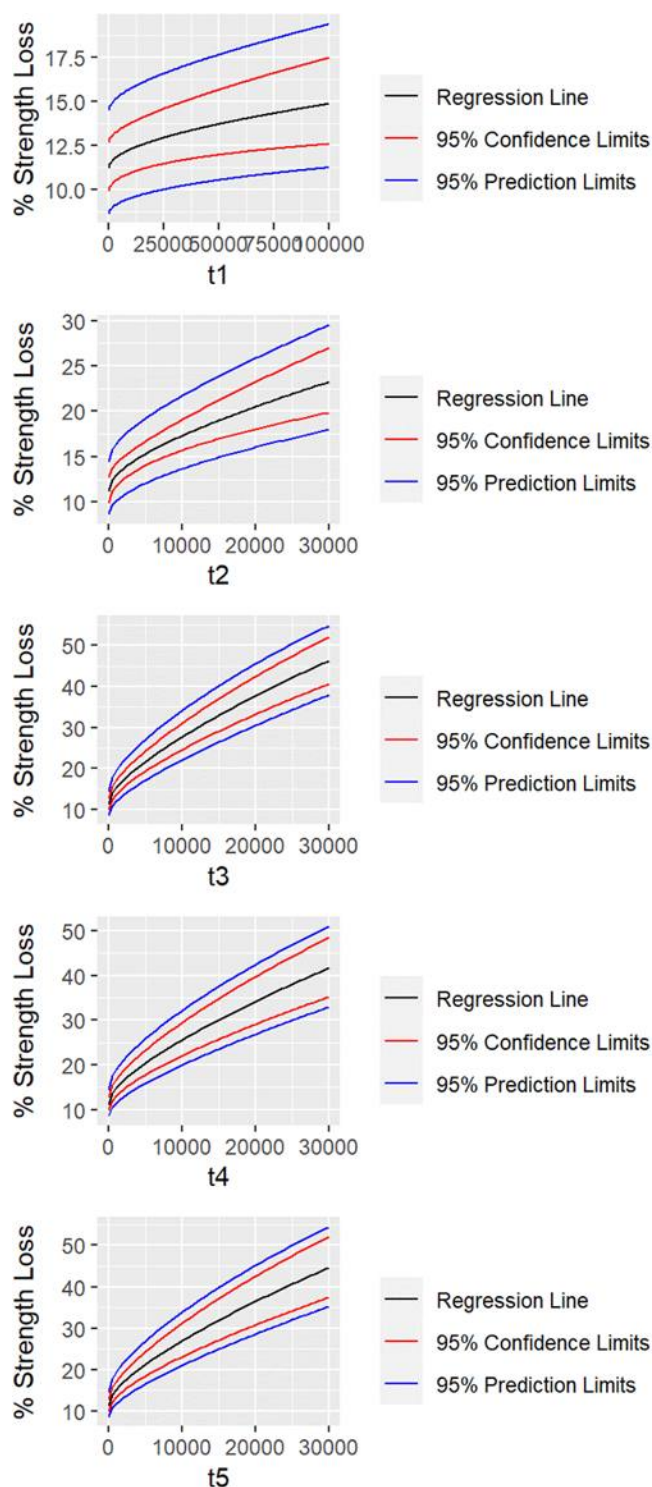 % Strength Loss
17.5
15.0
12.5
10.0
0 25000 50000 75000 100000
t1
Regression Line
95% Confidence Limits
95% Prediction Limits
% Strength Loss
30
25
20
15
10
0 10000 20000 30000
t2
Regression Line
95% Confidence Limits
95% Prediction Limits
% Strength Loss
50
40
30
20
10
0 10000 20000 30000
t3
Regression Line
95% Confidence Limits
95% Prediction Limits
% Strength Loss
50
40
30
20
10
0 10000 20000 30000
t4
Regression Line
95% Confidence Limits
95% Prediction Limits
% Strength Loss
50
40
30
20
10
0 10000 20000 30000
t5
Regression Line
95% Confidence Limits
95% Prediction Limits